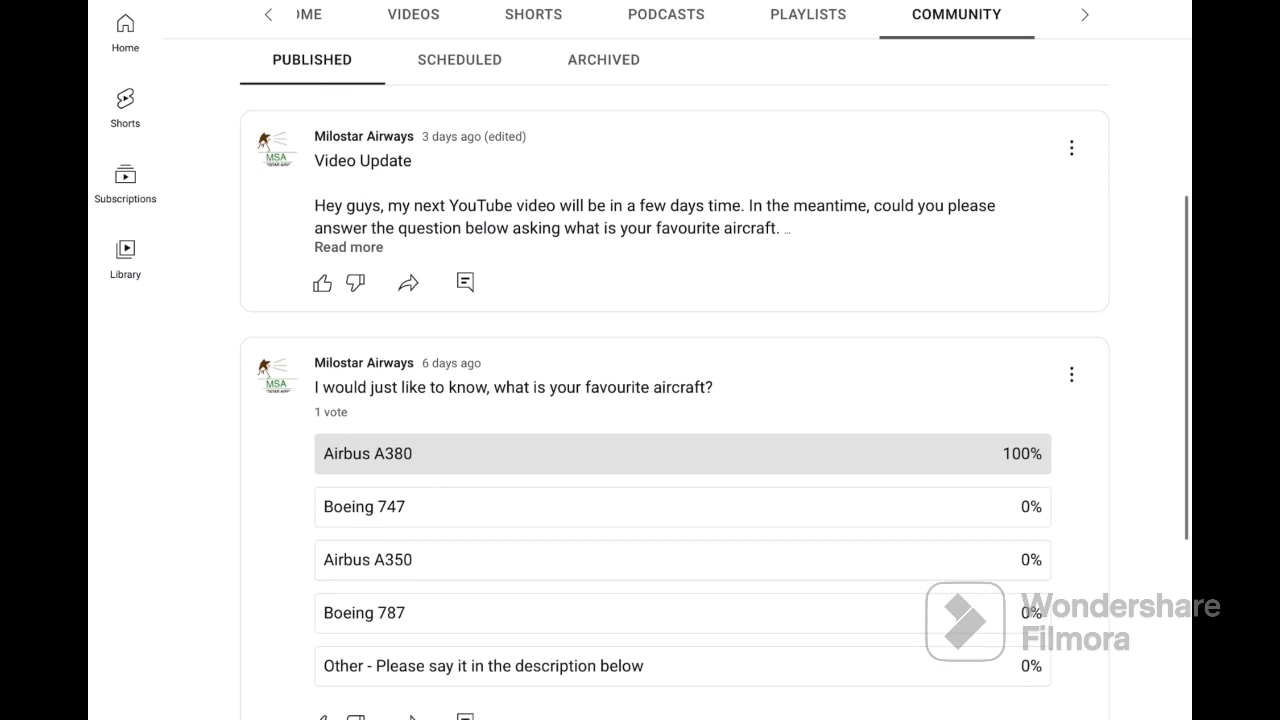 OME VIDEOS SHORTS PODCASTS PLAYLISTS COMMUNITY
Home
PUBLISHED SCHEDULED ARCHIVED
Shorts
Subscriptions
Library
MSA
Milostar Airways 3 days ago (edited)
Video Update
Hey guys, my next YouTube video will be in a few days time. In the meantime, could you please
answer the question below asking what is your favourite aircraft. ...
Read more
MSA
Milostar Airways 6 days ago
I would just like to know, what is your favourite aircraft?
1 vote
Airbus A380 100%
Boeing 747 0%
Airbus A350 0%
Boeing 787 0%
Other - Please say it in the description below 0%
Wondershare
Filmora